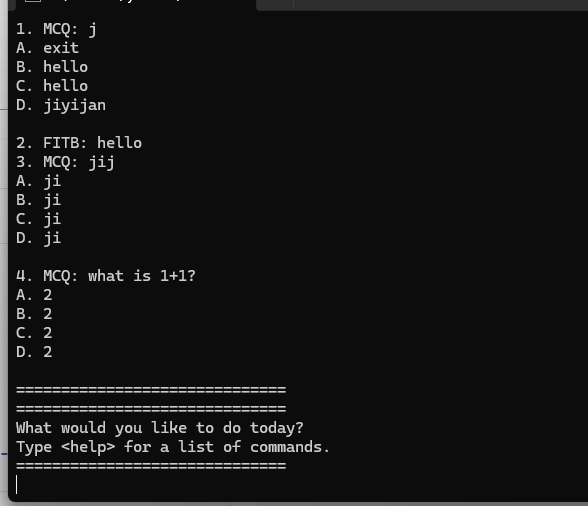 1. MCQ: j
A. exit
B. hello
C. hello
D. jiyijan
2. FITB: hello
3. MCQ: jij
A. ji
B. ji
C. ji
D. ji
4. MCQ: what is 1+1?
A. 2
B. 2
C. 2
D. 2
==============================
==============================
What would you like to do today?
Type <help> for a list of commands.
==============================